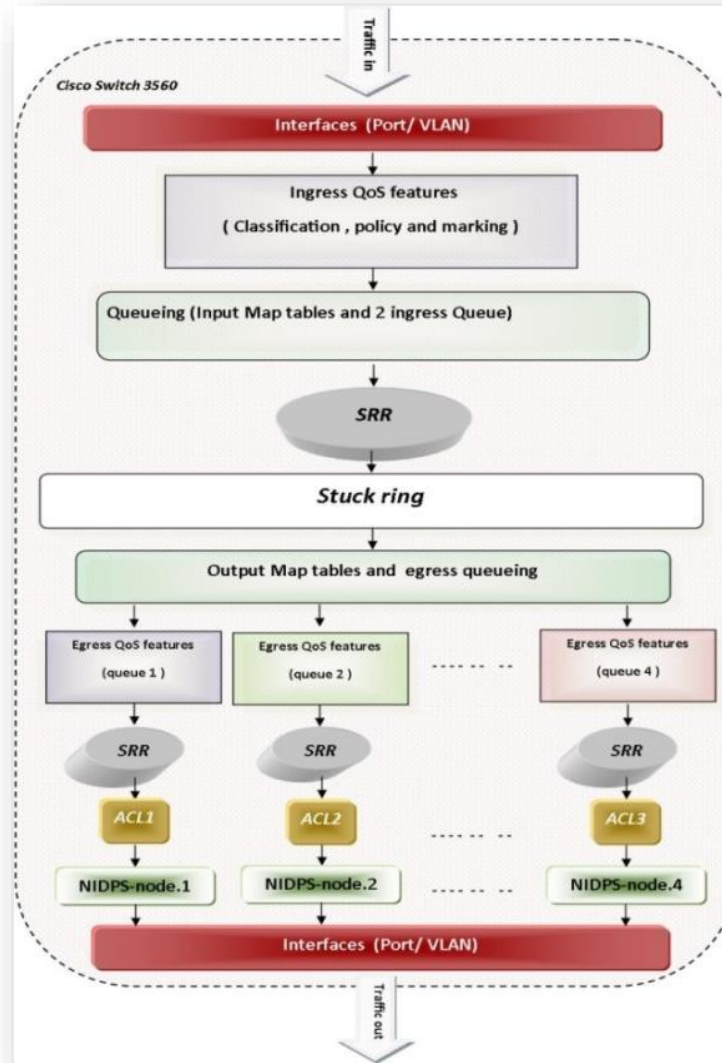 Traffic in
Cisco Switch 3560
Interfaces (Port/ VLAN)
Ingress QoS features
( Classification , policy and marking )
Queueing (Input Map tables and 2 ingress Queue)
SRR
Stuck ring
Output Map tables and egress queueing
Egress QoS features
(queue 1 )
Egress QoS features
(queue 2 )
Egress QoS features
(queue 4 )
SRR
SRR
SRR
ACL1
ACL2
ACL3
NIDPS-node.1
NIDPS-node.2
NIDPS-node.4
Interfaces (Port/ VLAN)
Traffic out